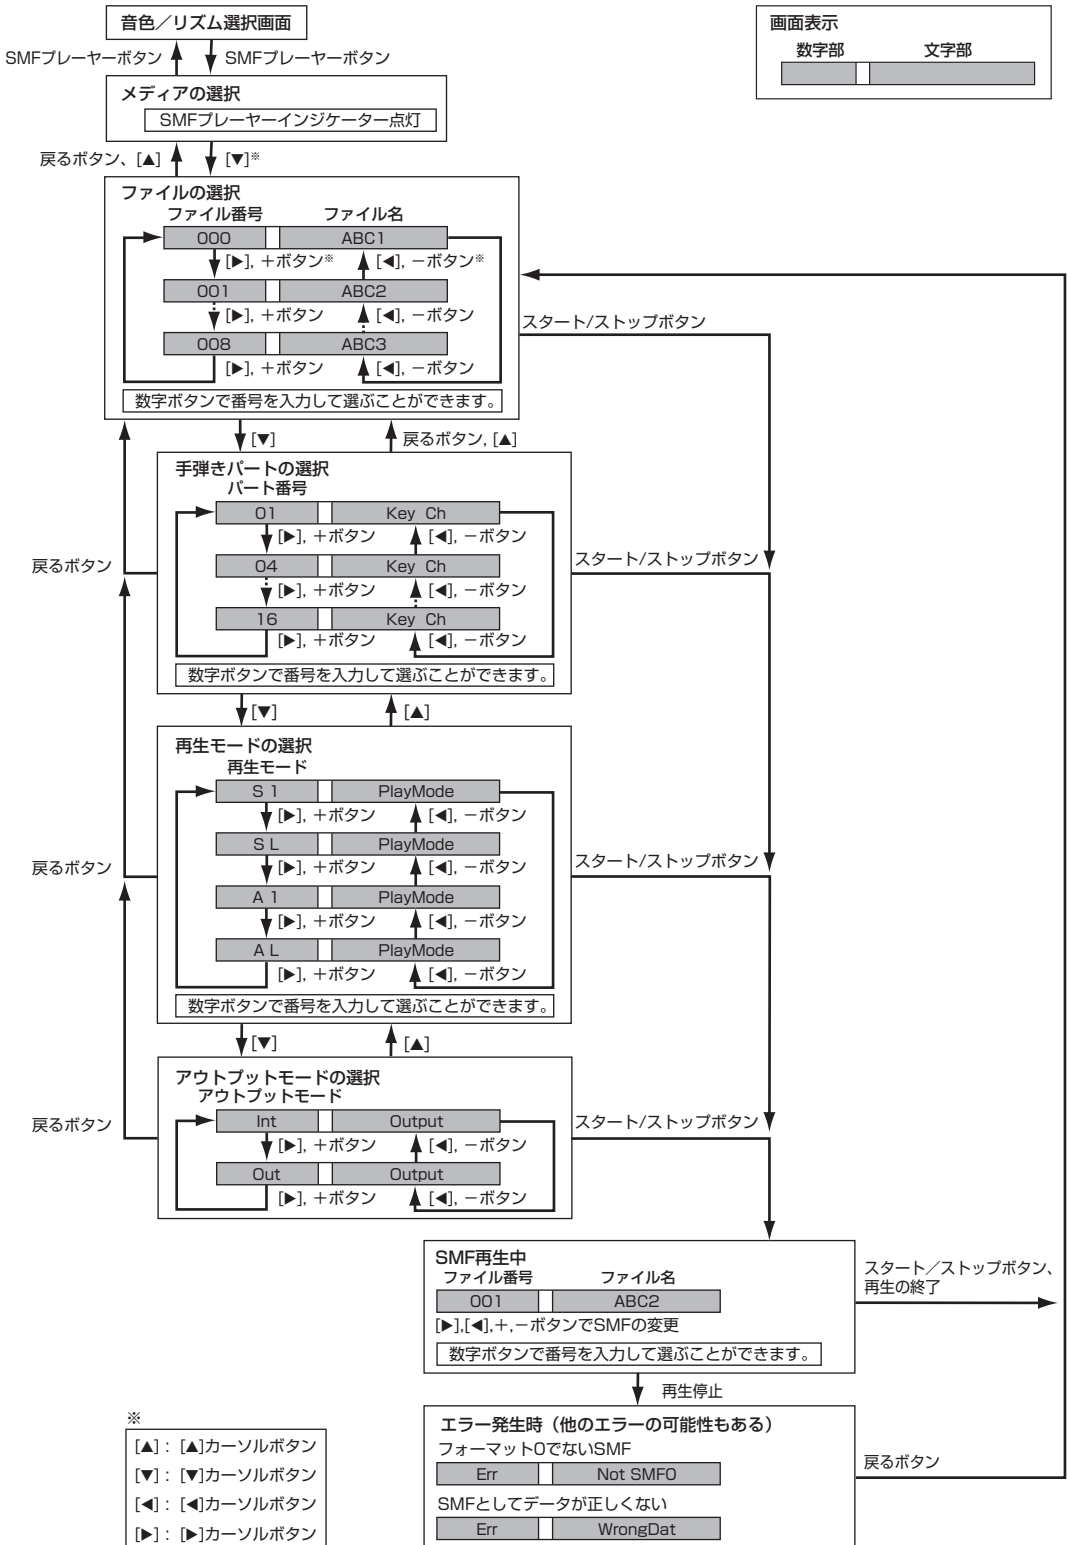 音色／リズム選択画面
画面表示
数字部 文字部
SMFプレーヤーボタン SMFプレーヤーボタン
メディアの選択
SMFプレーヤーインジケーター点灯
戻るボタン、[▲] [▼]※
ファイルの選択
ファイル番号 ファイル名
000 ABC1
[▶], ＋ボタン※ [◀], －ボタン※
001 ABC2
[▶], ＋ボタン [◀], －ボタン
008 ABC3
[▶], ＋ボタン [◀], －ボタン
数字ボタンで番号を入力して選ぶことができます。
スタート/ストップボタン
[▼] 戻るボタン, [▲]
手弾きパートの選択
パート番号
01 Key Ch
[▶], ＋ボタン [◀], －ボタン
04 Key Ch
[▶], ＋ボタン [◀], －ボタン
16 Key Ch
[▶], ＋ボタン [◀], －ボタン
数字ボタンで番号を入力して選ぶことができます。
戻るボタン
スタート/ストップボタン
[▼] [▲]
再生モードの選択
再生モード
S 1 PlayMode
[▶], ＋ボタン [◀], －ボタン
S L PlayMode
[▶], ＋ボタン [◀], －ボタン
A 1 PlayMode
[▶], ＋ボタン [◀], －ボタン
A L PlayMode
[▶], ＋ボタン [◀], －ボタン
数字ボタンで番号を入力して選ぶことができます。
戻るボタン
スタート/ストップボタン
[▼] [▲]
アウトプットモードの選択
アウトプットモード
Int Output
[▶], ＋ボタン [◀], －ボタン
Out Output
[▶], ＋ボタン [◀], －ボタン
戻るボタン
スタート/ストップボタン
SMF再生中
ファイル番号 ファイル名
001 ABC2
[▶],[◀],＋,－ボタンでSMFの変更
数字ボタンで番号を入力して選ぶことができます。
スタート／ストップボタン、
再生の終了
再生停止
エラー発生時（他のエラーの可能性もある）
フォーマット0でないSMF
Err Not SMF0
SMFとしてデータが正しくない
Err WrongDat
戻るボタン
※
[▲]：[▲]カーソルボタン
[▼]：[▼]カーソルボタン
[◀]：[◀]カーソルボタン
[▶]：[▶]カーソルボタン